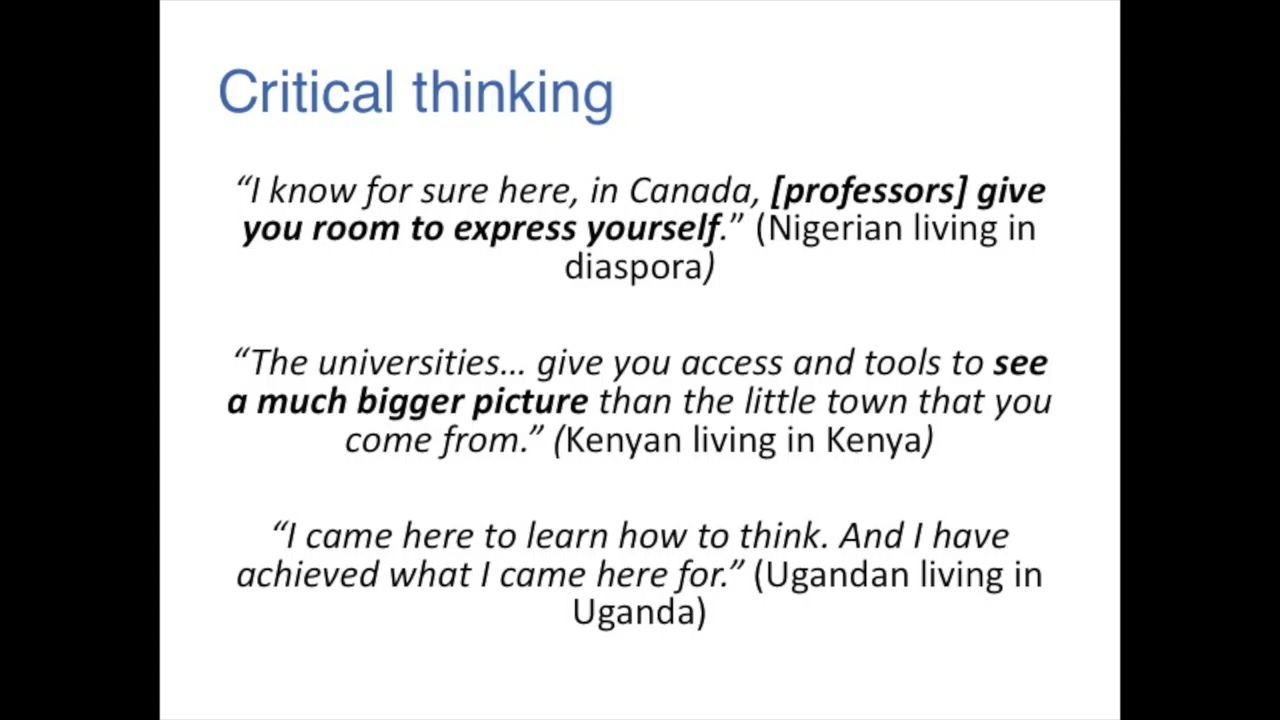 Critical thinking
“I know for sure here, in Canada, [professors] give
you room to express yourself.” (Nigerian living in
diaspora)
“The universities... give you access and tools to see
a much bigger picture than the little town that you
come from.” (Kenyan living in Kenya)
“I came here to learn how to think. And I have
achieved what I came here for.” (Ugandan living in
Uganda)